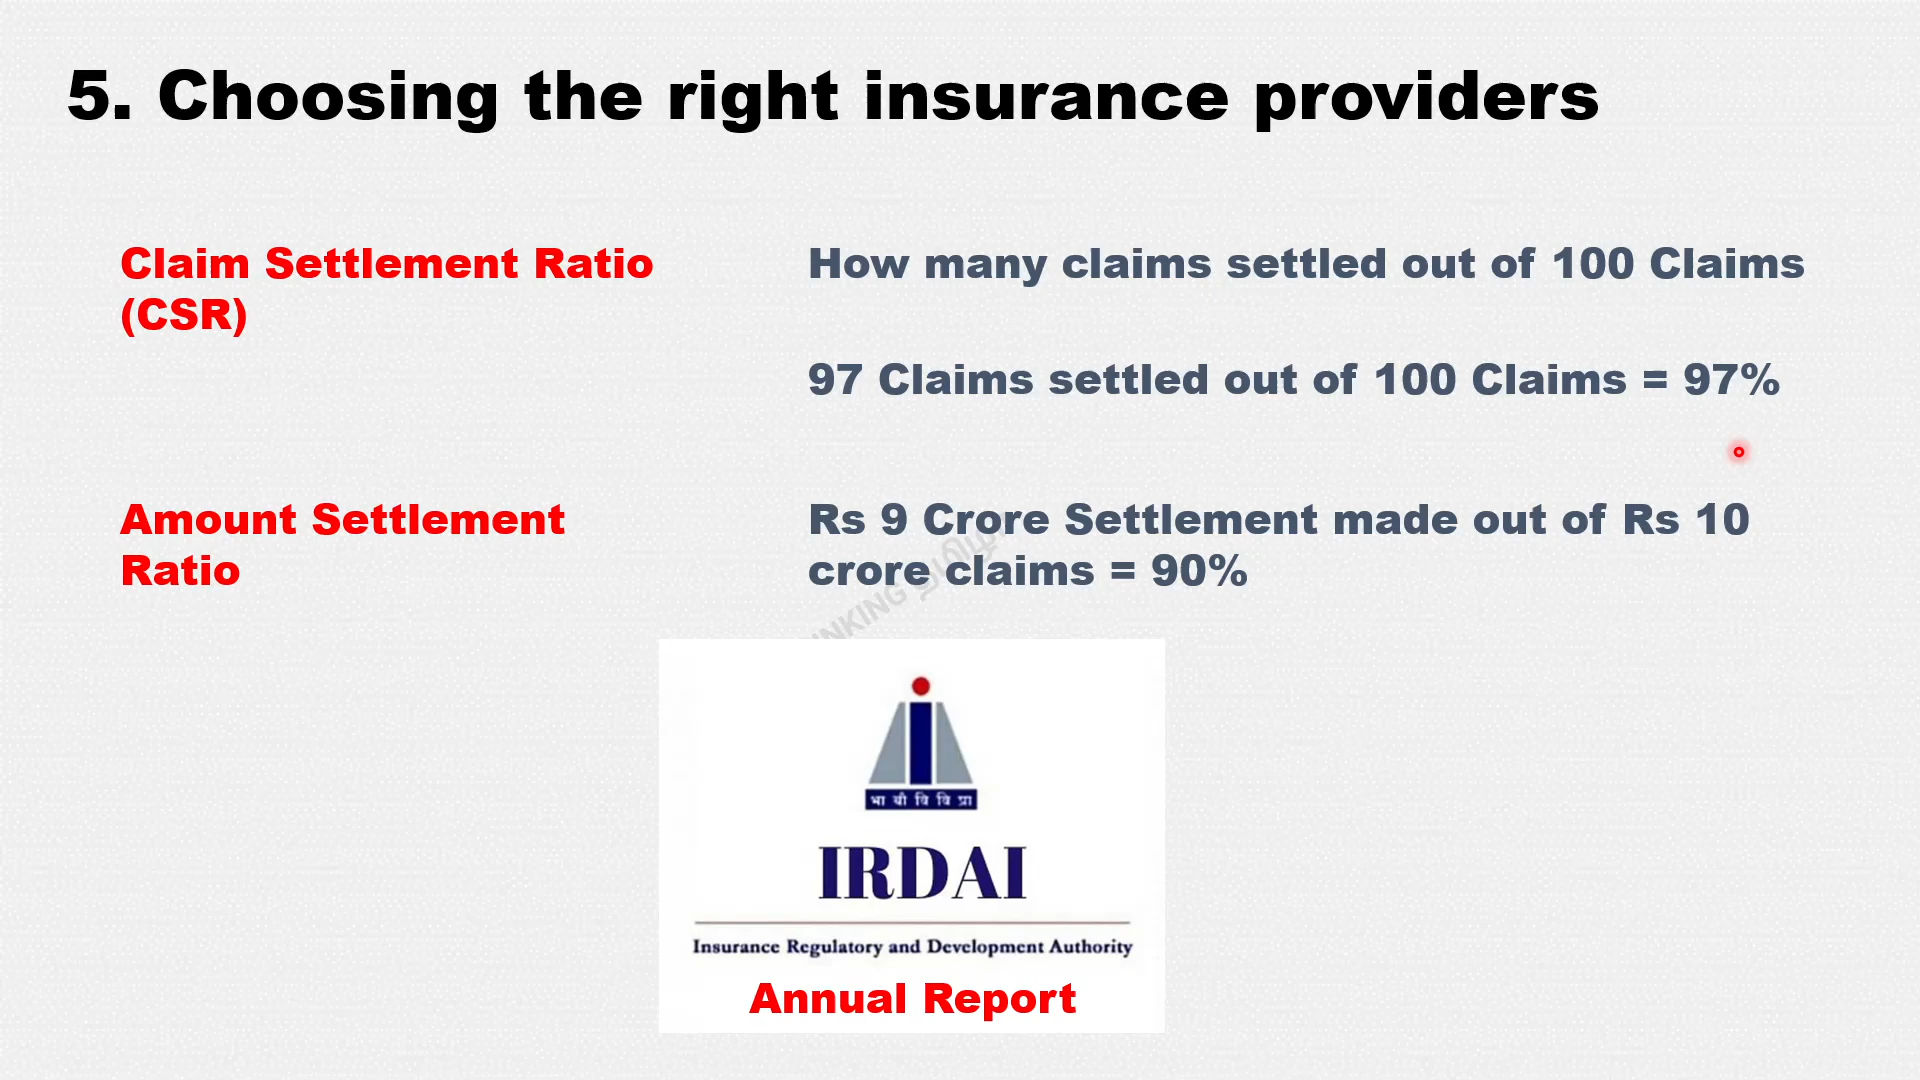 5. Choosing the right insurance providers
Claim Settlement Ratio
(CSR)
How many claims settled out of 100 Claims
97 Claims settled out of 100 Claims = 97%
Amount Settlement
Ratio
Rs 9 Crore Settlement made out of Rs 10
crore claims = 90%
भा बी वि वि प्रा
IRDAI
Insurance Regulatory and Development Authority
Annual Report